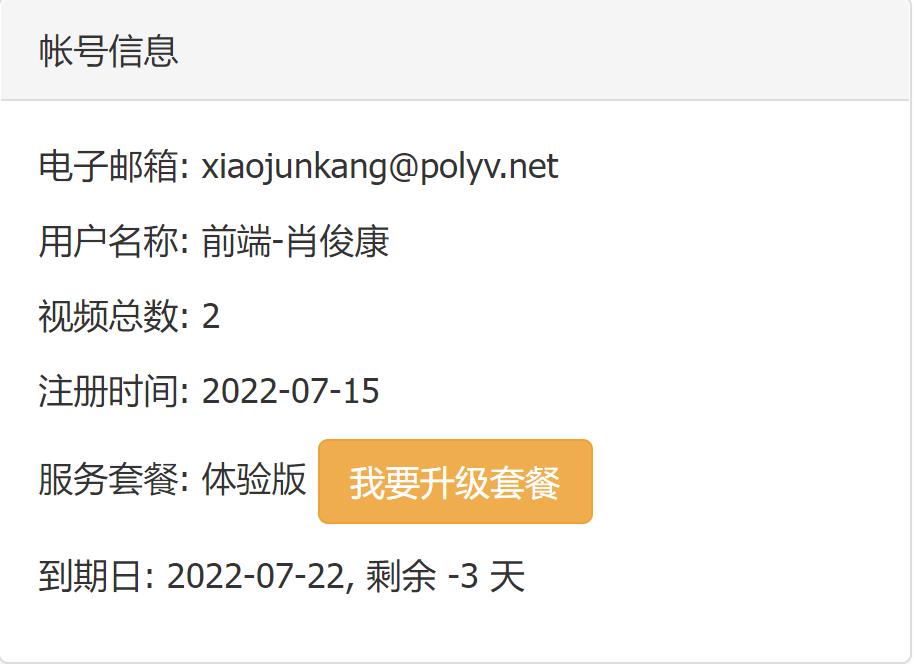 帐号信息
电子邮箱: xiaojunkang@polyv.net
用户名称: 前端-肖俊康
视频总数: 2
注册时间: 2022-07-15
服务套餐: 体验版 我要升级套餐
到期日: 2022-07-22, 剩余 -3 天